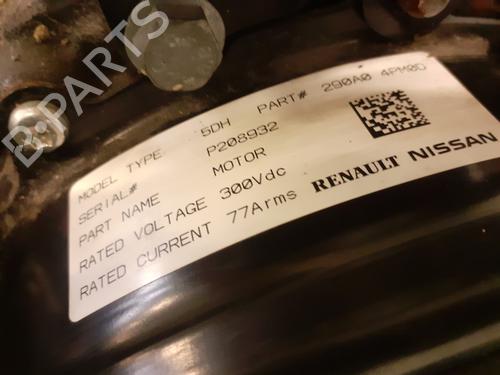 MODEL TYPE 5DH PART# 290A0 4PM0D
SERIAL# P208932
PART NAME MOTOR
RATED VOLTAGE 300Vdc
RATED CURRENT 77Arms RENAULT NISSAN
B-PARTS